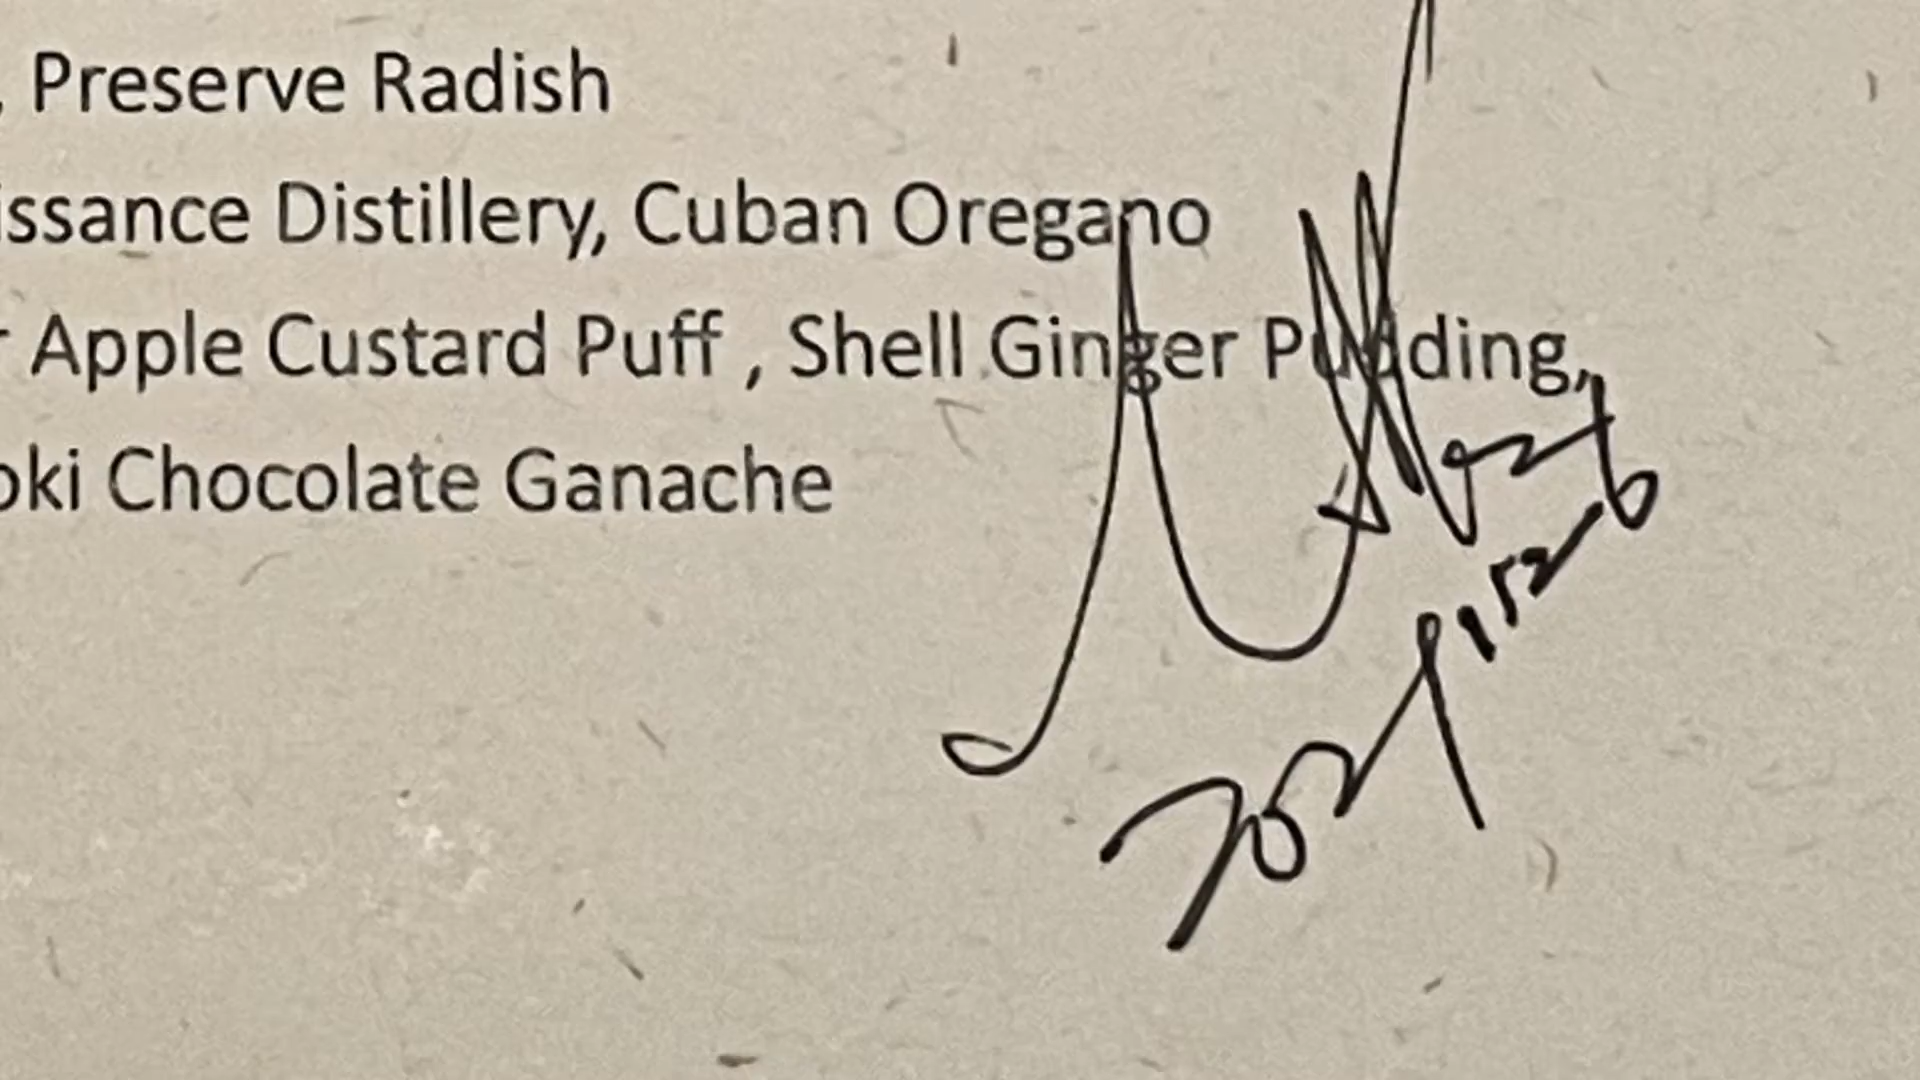 , Preserve Radish
issance Distillery, Cuban Oregano
r Apple Custard Puff , Shell Ginger Pudding,
oki Chocolate Ganache